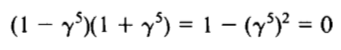 (1 − γ⁵)(1 + γ⁵) = 1 − (γ⁵)² = 0